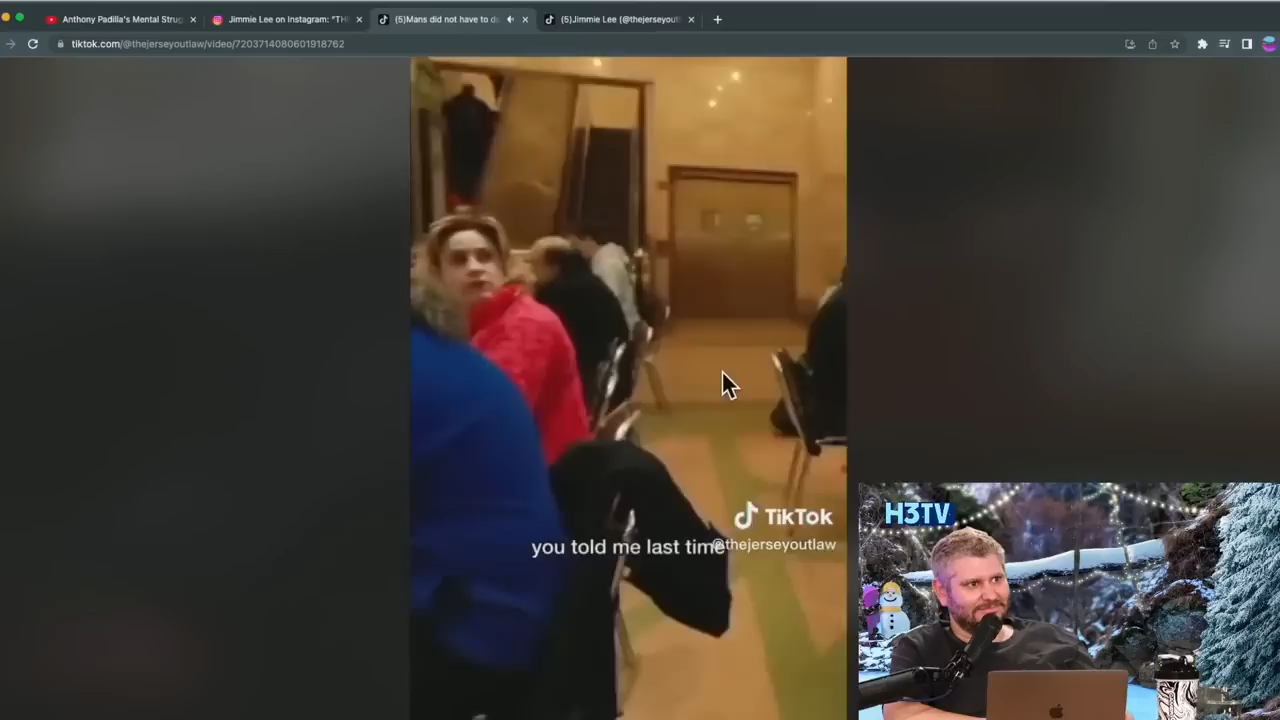 Anthony Padilla's Mental Strug
Jimmie Lee on Instagram: "TH
(5)Mans did not have to d
(5)Jimmie Lee (@thejerseyout
tiktok.com/@thejerseyoutlaw/video/7203714080601918762
H3TV
TikTok
you told me last time
@thejerseyoutlaw